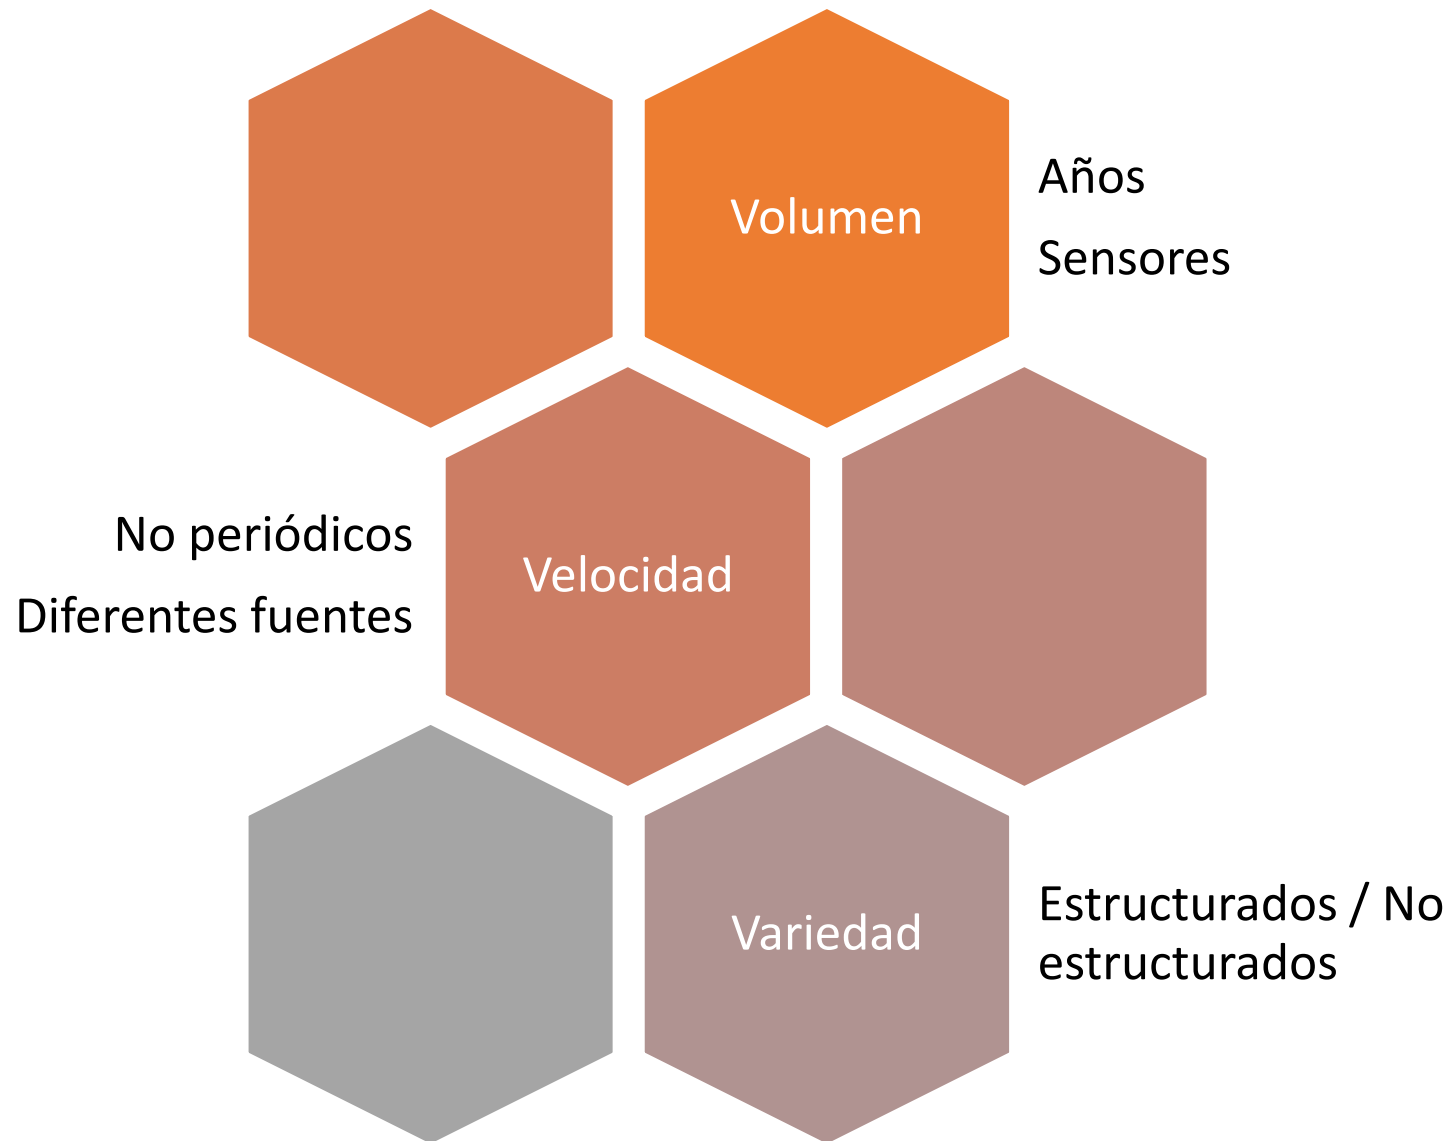 Volumen
Años
Sensores
No periódicos
Diferentes fuentes
Velocidad
Variedad
Estructurados / No
estructurados